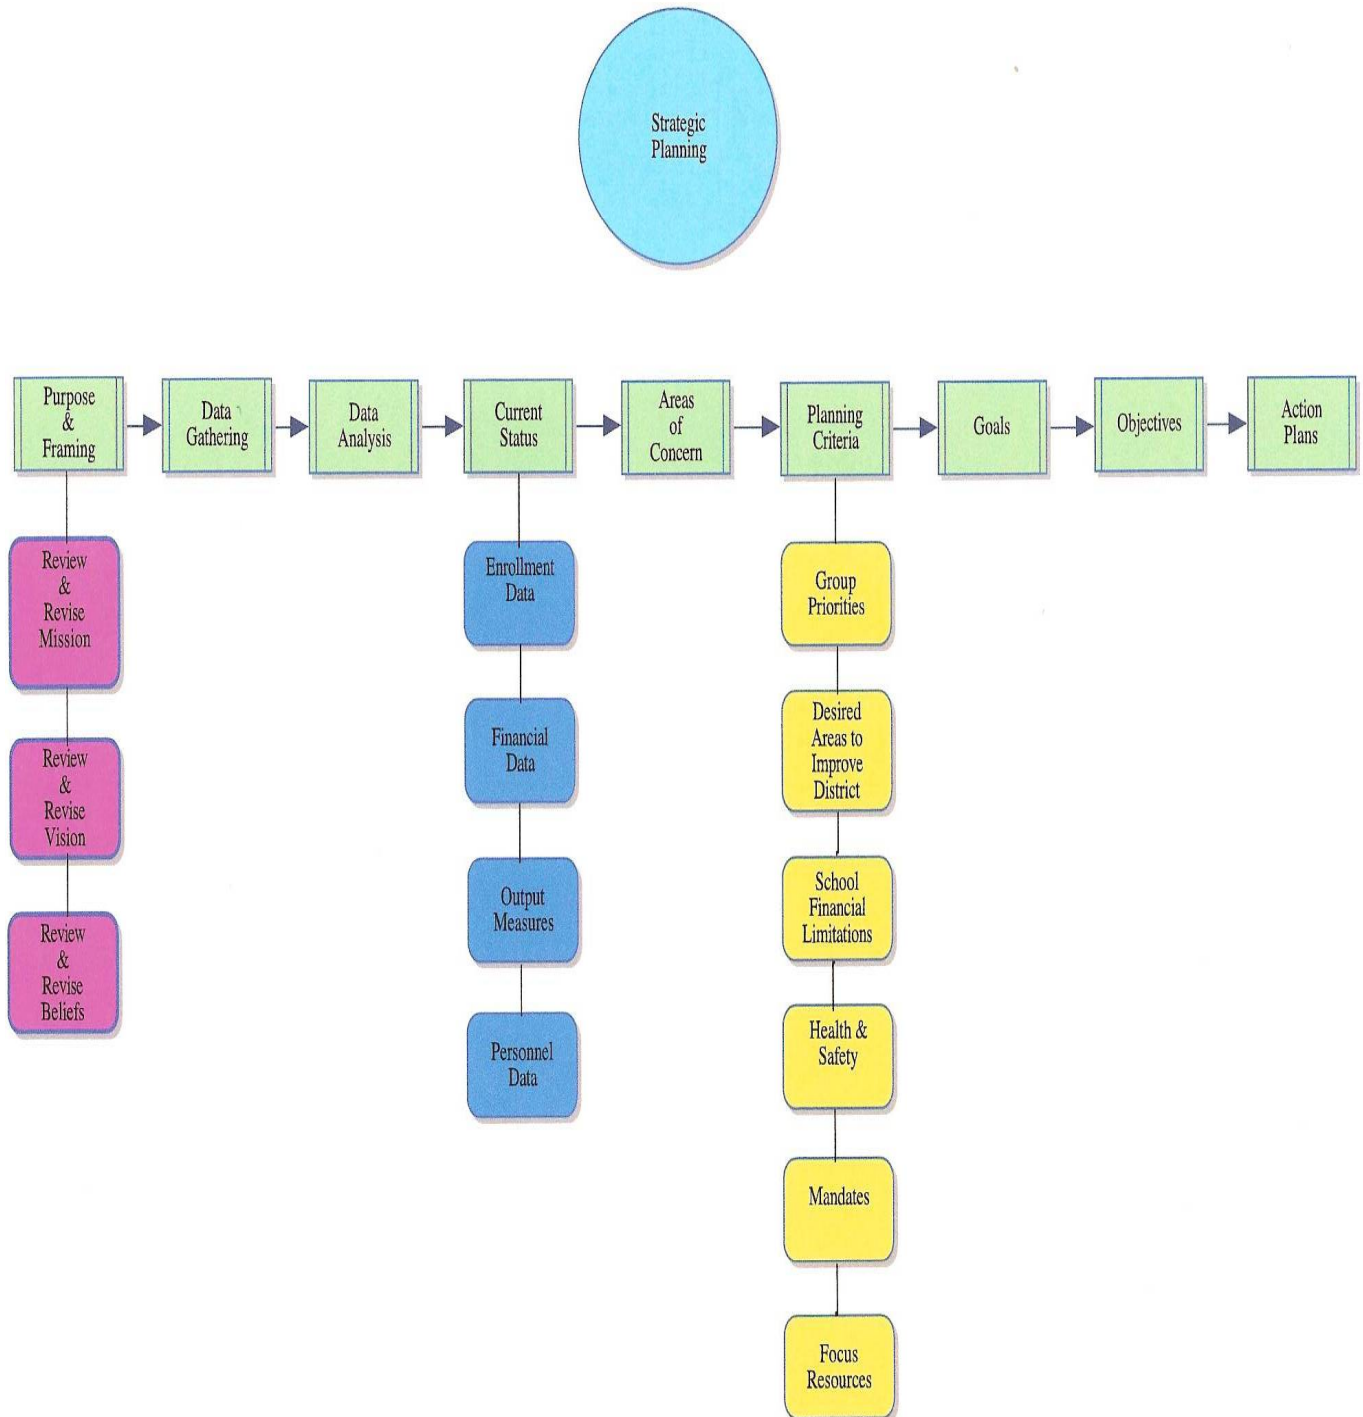 Strategic
Planning
Purpose
&
Framing
Data
Gathering
Data
Analysis
Current
Status
Areas
of
Concern
Planning
Criteria
Goals
Objectives
Action
Plans
Review
&
Revise
Mission
Review
&
Revise
Vision
Review
&
Revise
Beliefs
Enrollment
Data
Financial
Data
Output
Measures
Personnel
Data
Group
Priorities
Desired
Areas to
Improve
District
School
Financial
Limitations
Health &
Safety
Mandates
Focus
Resources